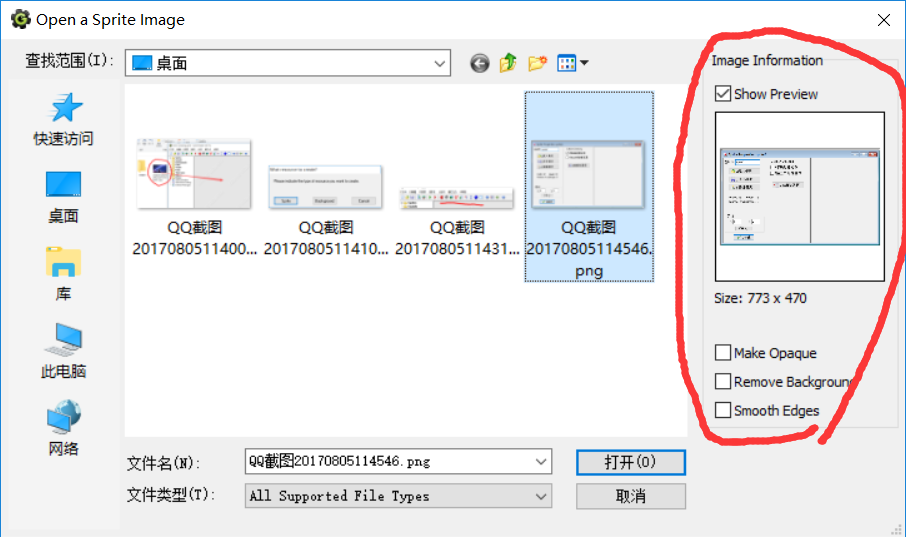 Open a Sprite Image
查找范围(I):
桌面
快速访问
桌面
库
此电脑
网络
QQ截图
2017080511400...
QQ截图
2017080511410...
QQ截图
2017080511431...
QQ截图
20170805114546.
png
文件名(N):
QQ截图20170805114546.png
打开(O)
文件类型(T):
All Supported File Types
取消
Image Information
Show Preview
Size: 773 x 470
Make Opaque
Remove Background
Smooth Edges